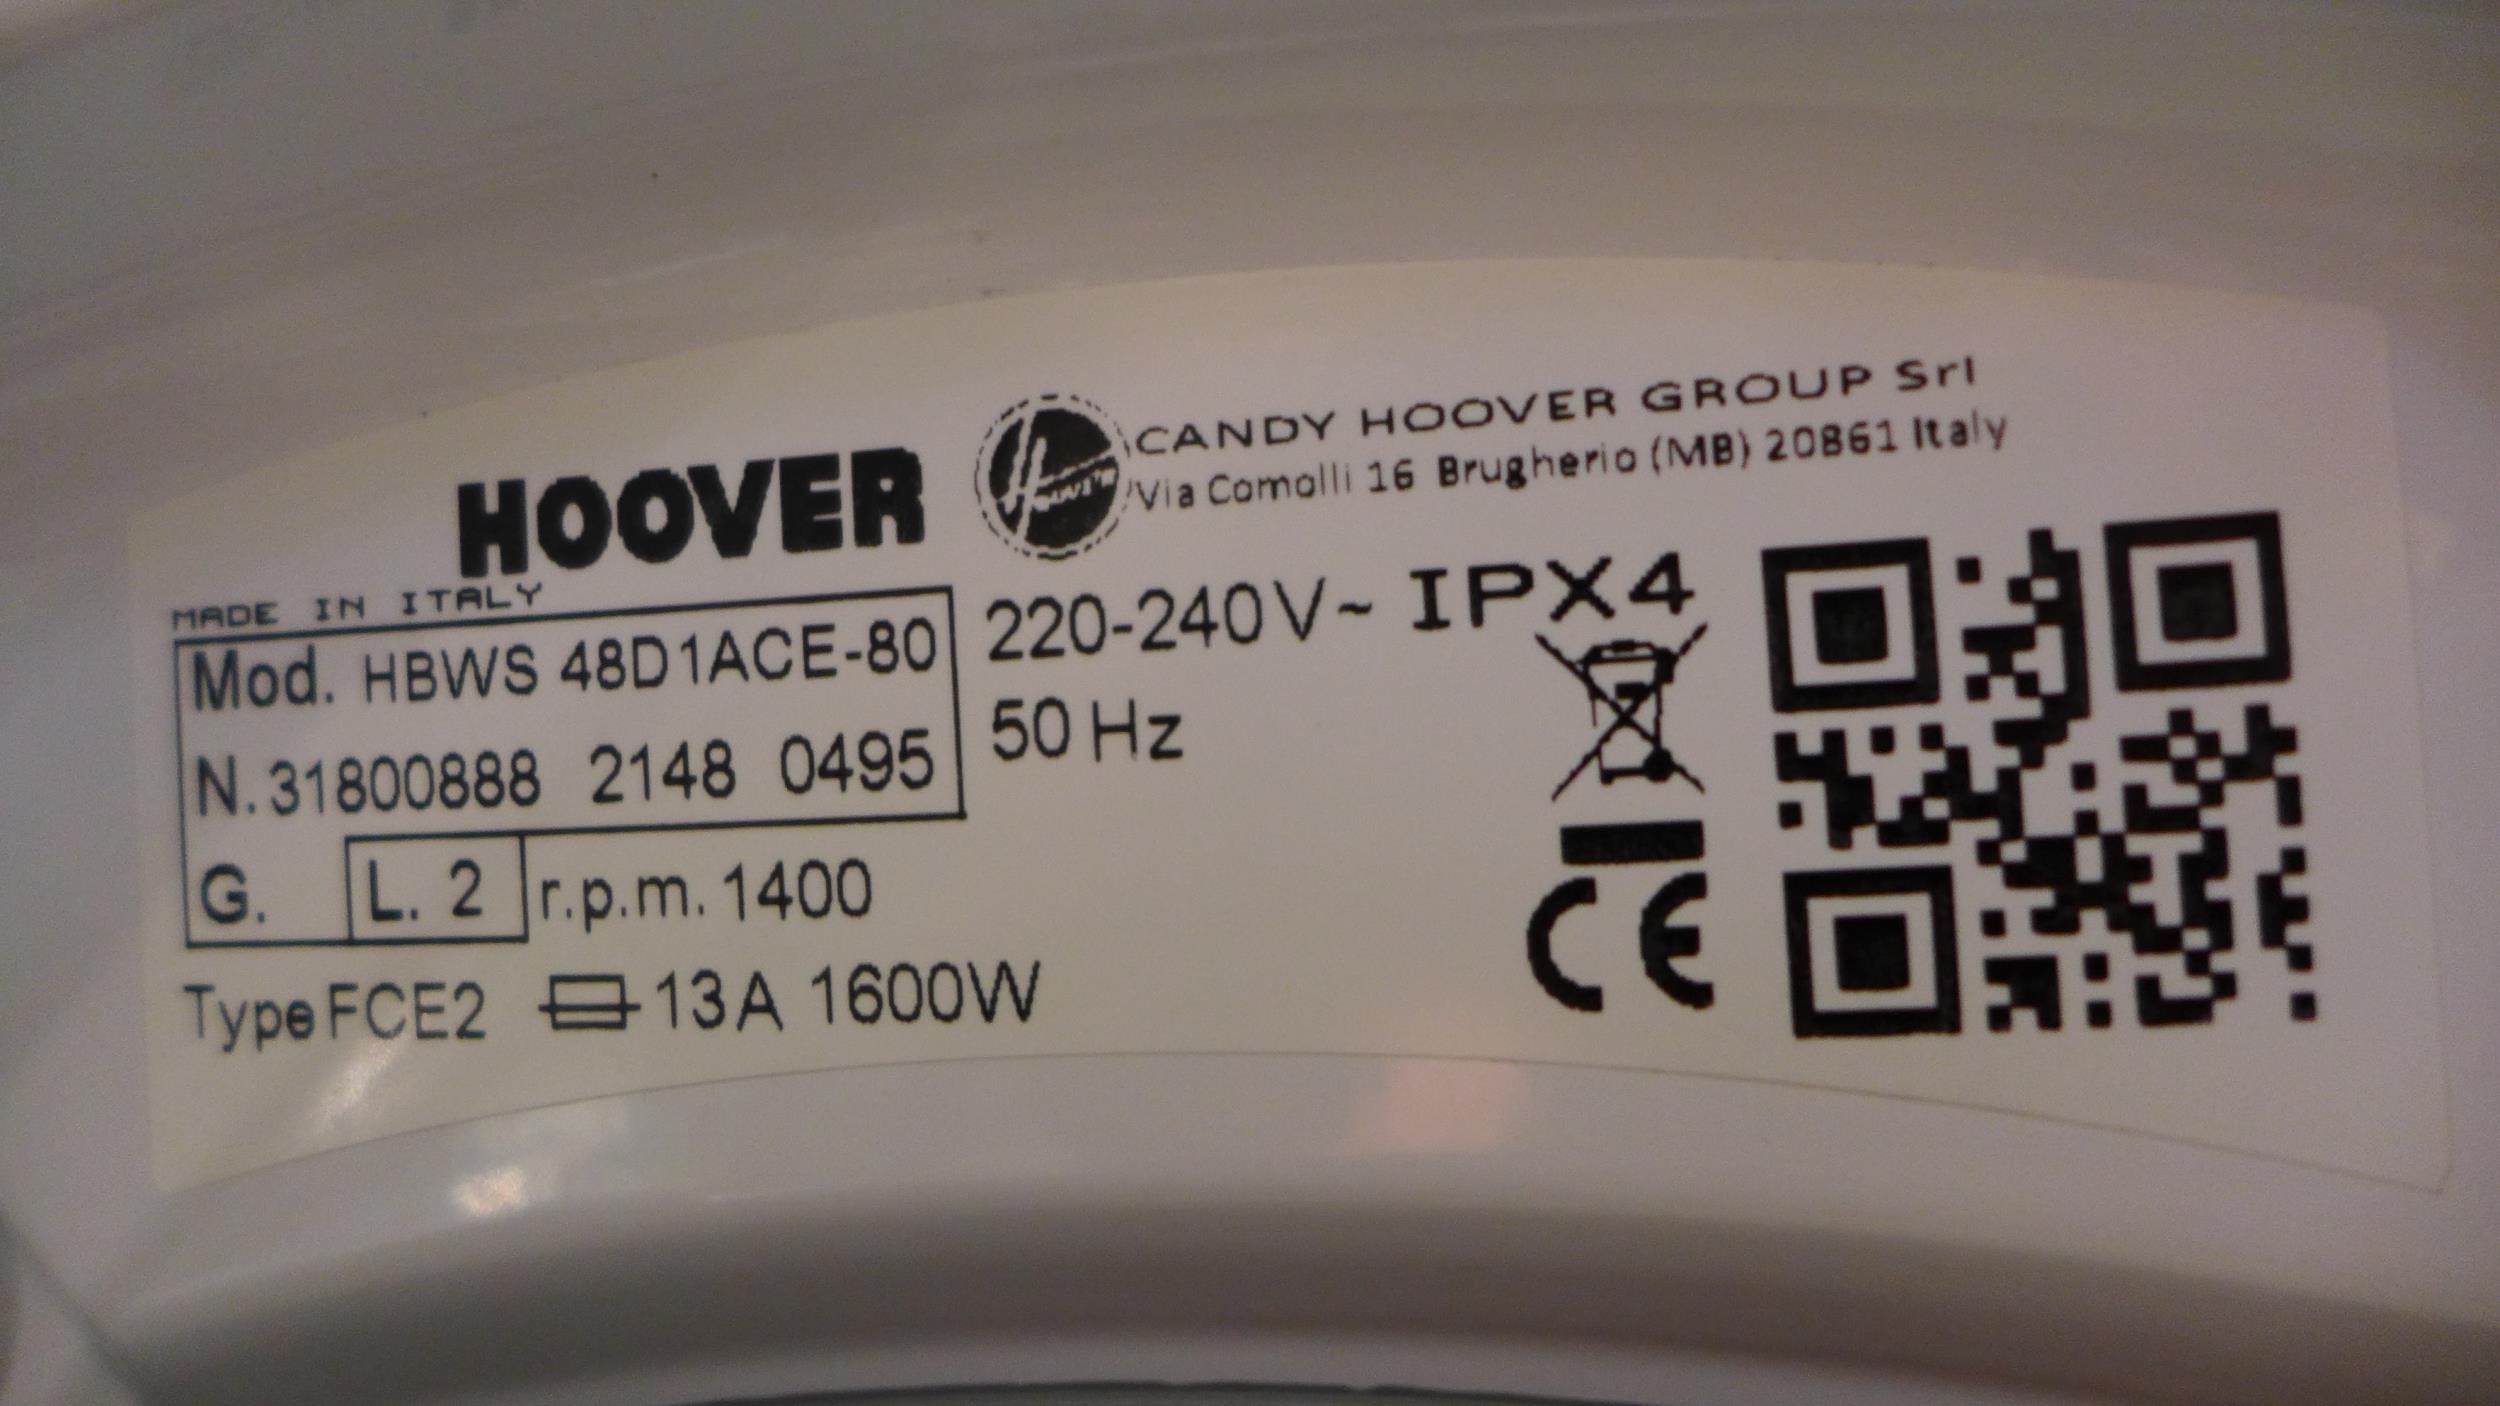 HOOVER
CANDY HOOVER GROUP Srl
Via Comolli 16 Brugherio (MB) 20861 Italy
MADE IN ITALY
Mod. HBWS 48D1ACE-80
220-240V~ IPX4
N.31800888 2148 0495
50 Hz
G. L. 2 r.p.m. 1400
Type FCE2 13A 1600W
CE